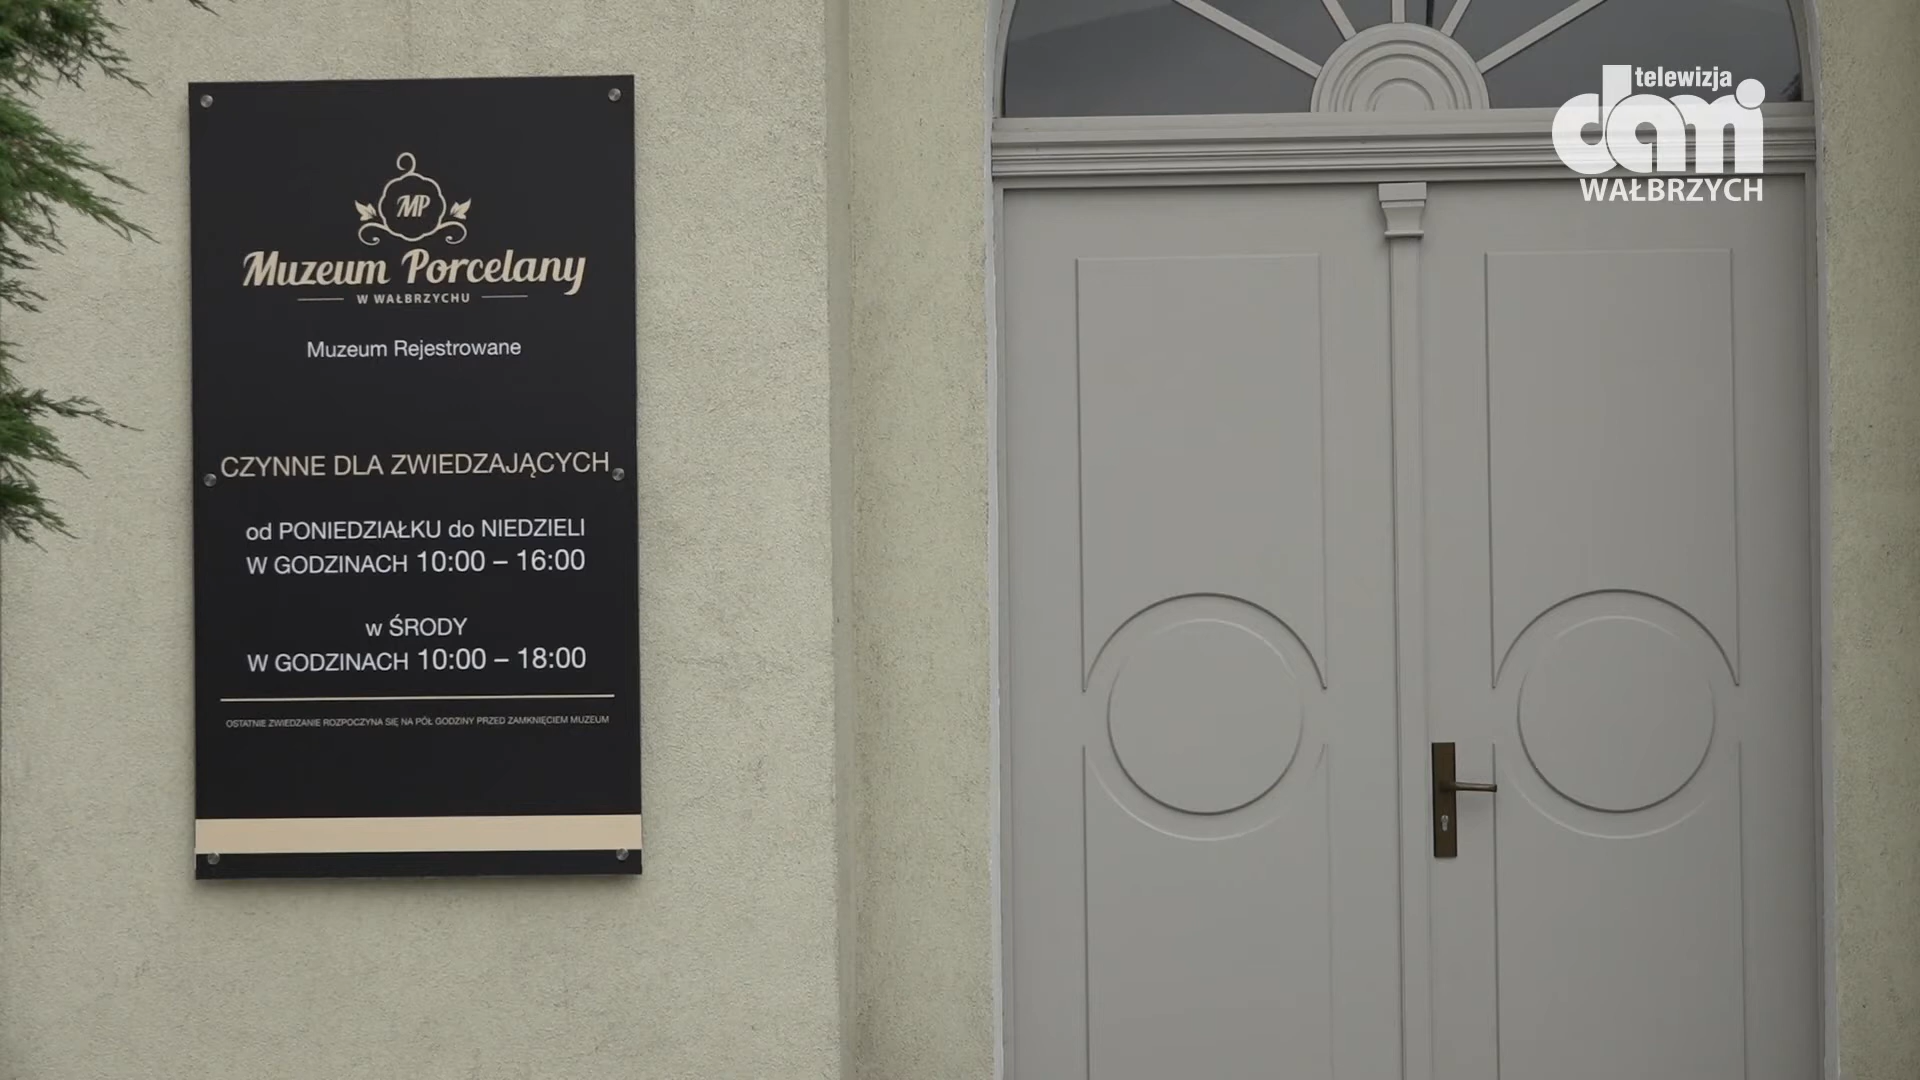 telewizja
dami
WAŁBRZYCH
MP
Muzeum Porcelany
W WAŁBRZYCHU
Muzeum Rejestrowane
CZYNNE DLA ZWIEDZAJĄCYCH
od PONIEDZIAŁKU do NIEDZIELI
W GODZINACH 10:00 – 16:00
w ŚRODY
W GODZINACH 10:00 – 18:00
OSTATNIE ZWIEDZANIE ROZPOCZYNA SIĘ NA PÓŁ GODZINY PRZED ZAMKNIĘCIEM MUZEUM